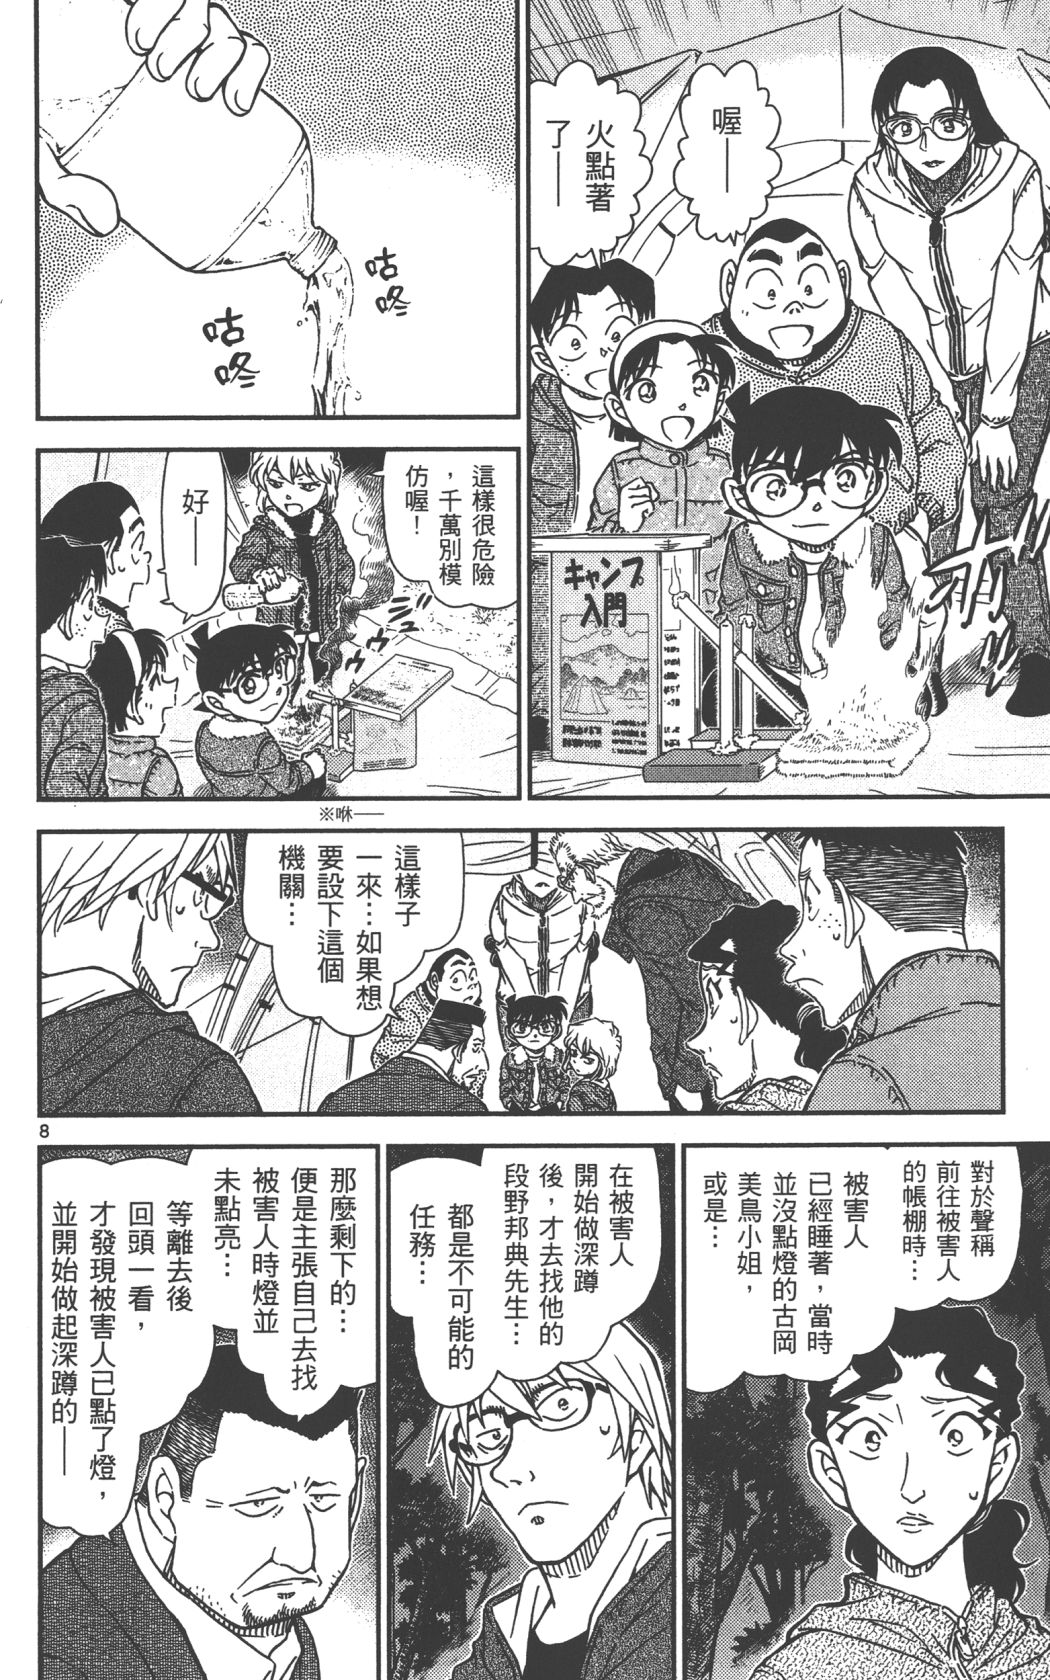 喔——
火點著
了——
キャンプ
入門
咕
咚
咕
咚
這樣很危險
，千萬別模
仿喔！
好——
※咻——
這樣子
一來…如果想
要設下這個
機關…
8
對於聲稱
前往被害人
的帳棚時…
被害人
已經睡著，當時
並沒點燈的古岡
美鳥小姐，
或是…
在被害人
開始做深蹲
後，才去找他的
段野邦典先生…
都是不可能的
任務…
那麼剩下的…
便是主張自己去找
被害人時燈並
未點亮…
等離去後
回頭一看，
才發現被害人已點了燈，
並開始做起深蹲的——